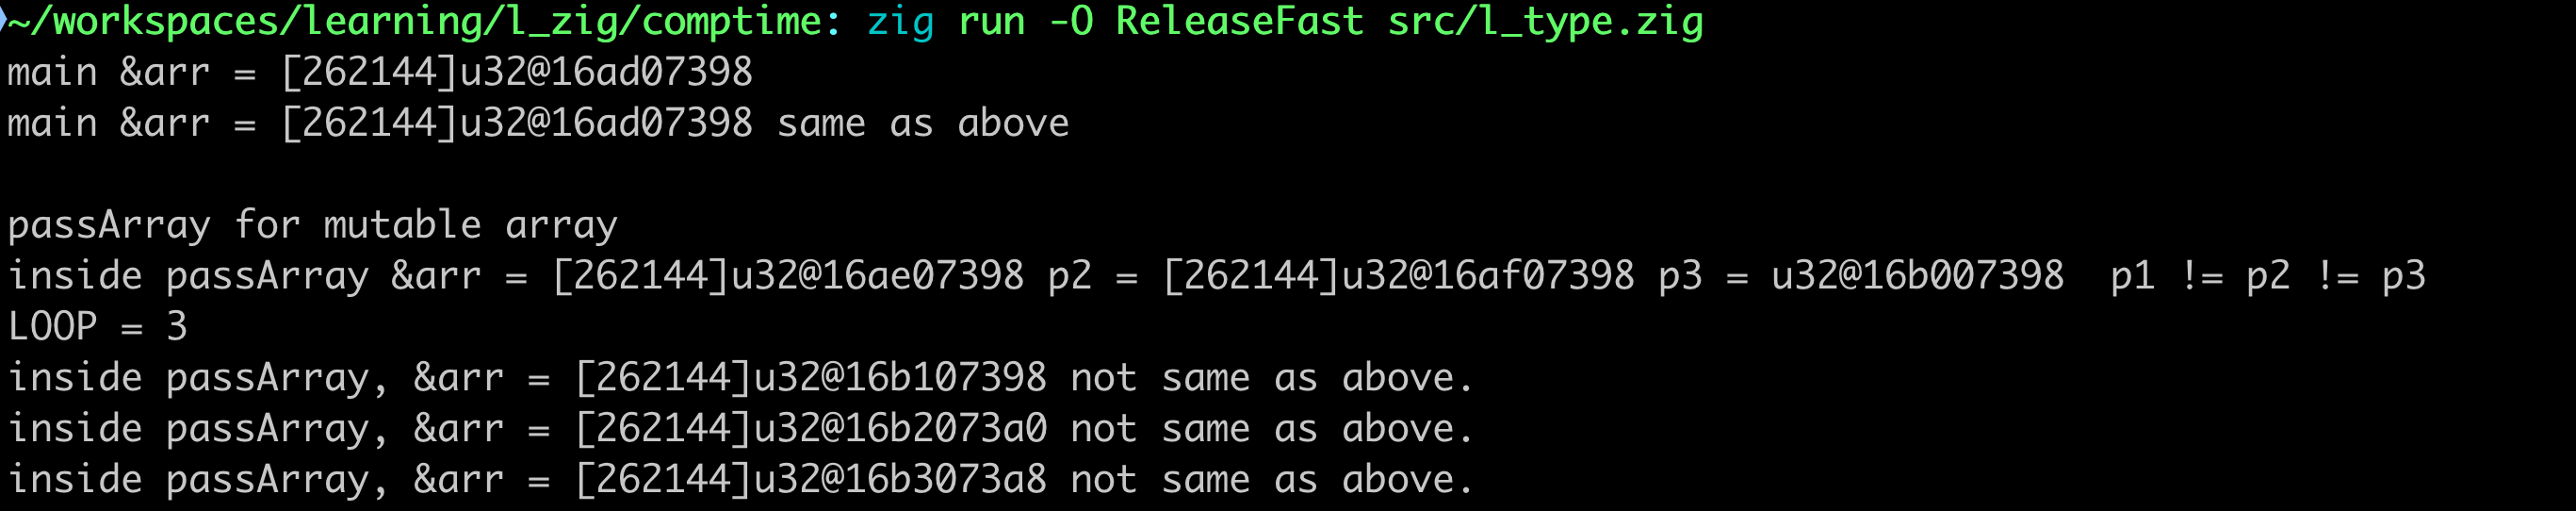 ~/workspaces/learning/l_zig/comptime: zig run -O ReleaseFast src/l_type.zig
main &arr = [262144]u32@16ad07398
main &arr = [262144]u32@16ad07398 same as above
passArray for mutable array
inside passArray &arr = [262144]u32@16ae07398 p2 = [262144]u32@16af07398 p3 = u32@16b007398  p1 != p2 != p3
LOOP = 3
inside passArray, &arr = [262144]u32@16b107398 not same as above.
inside passArray, &arr = [262144]u32@16b2073a0 not same as above.
inside passArray, &arr = [262144]u32@16b3073a8 not same as above.